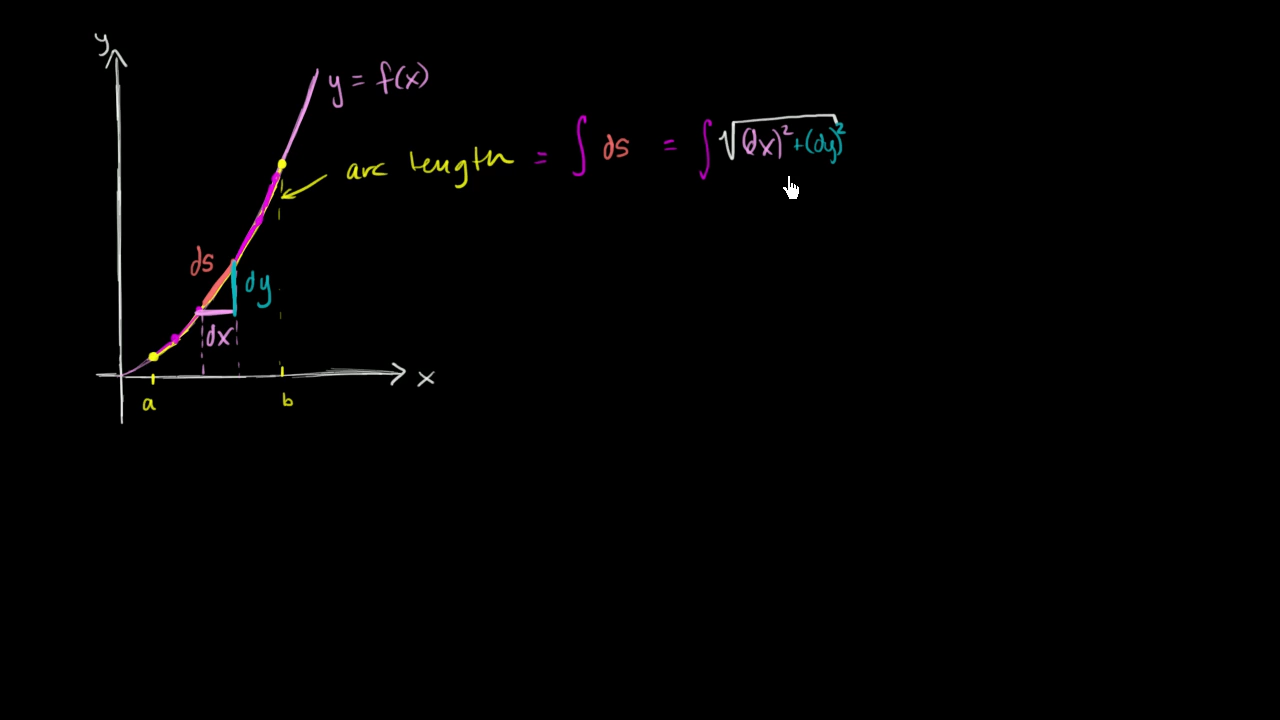 y
y = f(x)
arc length = ∫ ds = ∫ √(dx)²+(dy)²
ds
dy
dx
x
a
b